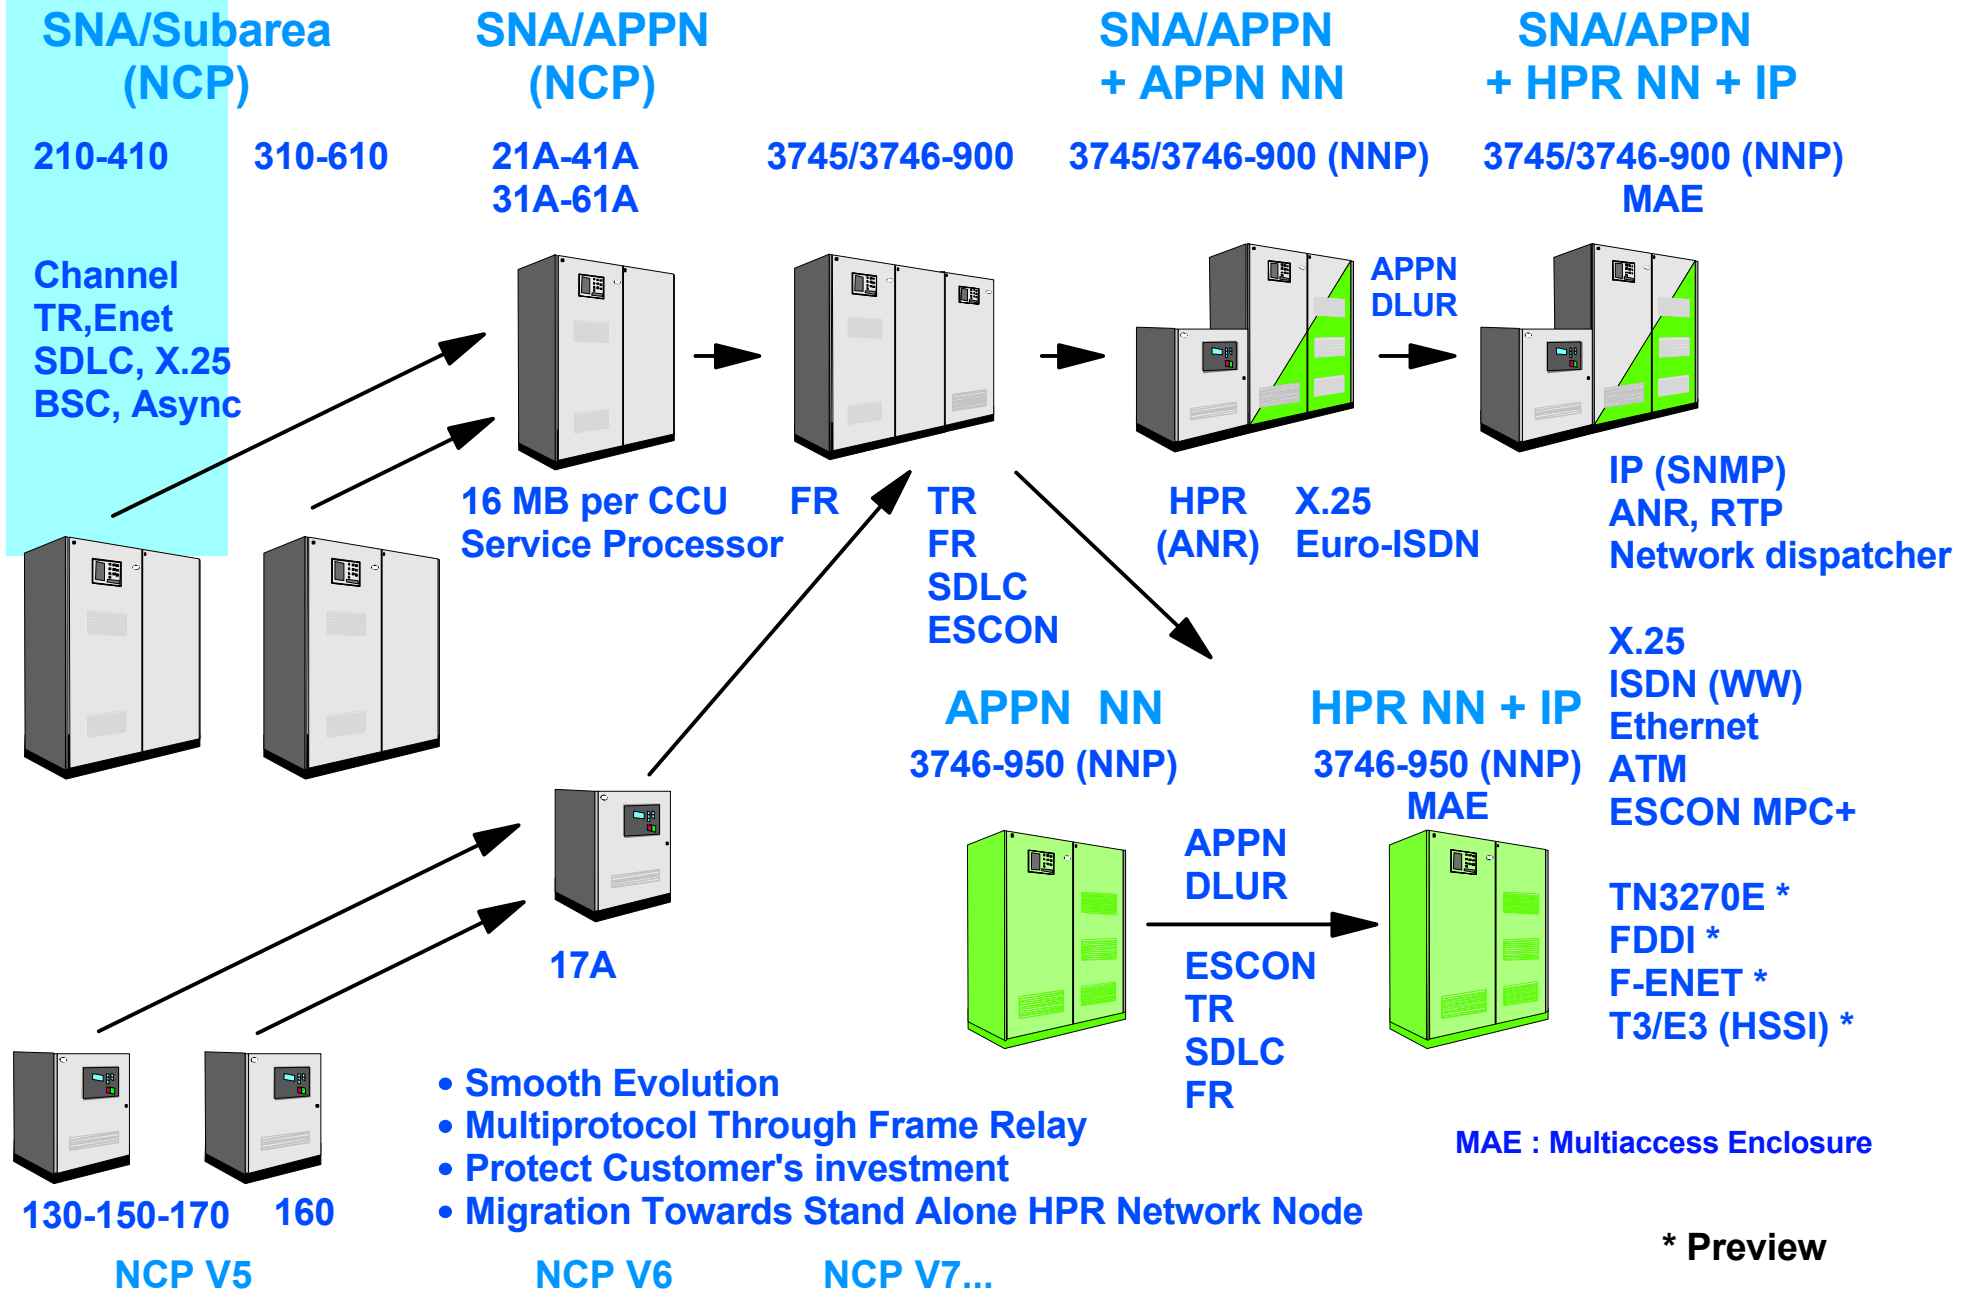 SNA/Subarea
(NCP)
SNA/APPN
(NCP)
SNA/APPN
+ APPN NN
SNA/APPN
+ HPR NN + IP
210-410
310-610
21A-41A
31A-61A
3745/3746-900
3745/3746-900 (NNP)
3745/3746-900 (NNP)
MAE
Channel
TR,Enet
SDLC, X.25
BSC, Async
APPN
DLUR
16 MB per CCU
Service Processor
FR
TR
FR
SDLC
ESCON
HPR
(ANR)
X.25
Euro-ISDN
IP (SNMP)
ANR, RTP
Network dispatcher
X.25
ISDN (WW)
Ethernet
ATM
ESCON MPC+
TN3270E *
FDDI *
F-ENET *
T3/E3 (HSSI) *
APPN NN
3746-950 (NNP)
HPR NN + IP
3746-950 (NNP)
MAE
APPN
DLUR
ESCON
TR
SDLC
FR
17A
130-150-170
160
• Smooth Evolution
• Multiprotocol Through Frame Relay
• Protect Customer's investment
• Migration Towards Stand Alone HPR Network Node
MAE : Multiaccess Enclosure
* Preview
NCP V5
NCP V6
NCP V7...